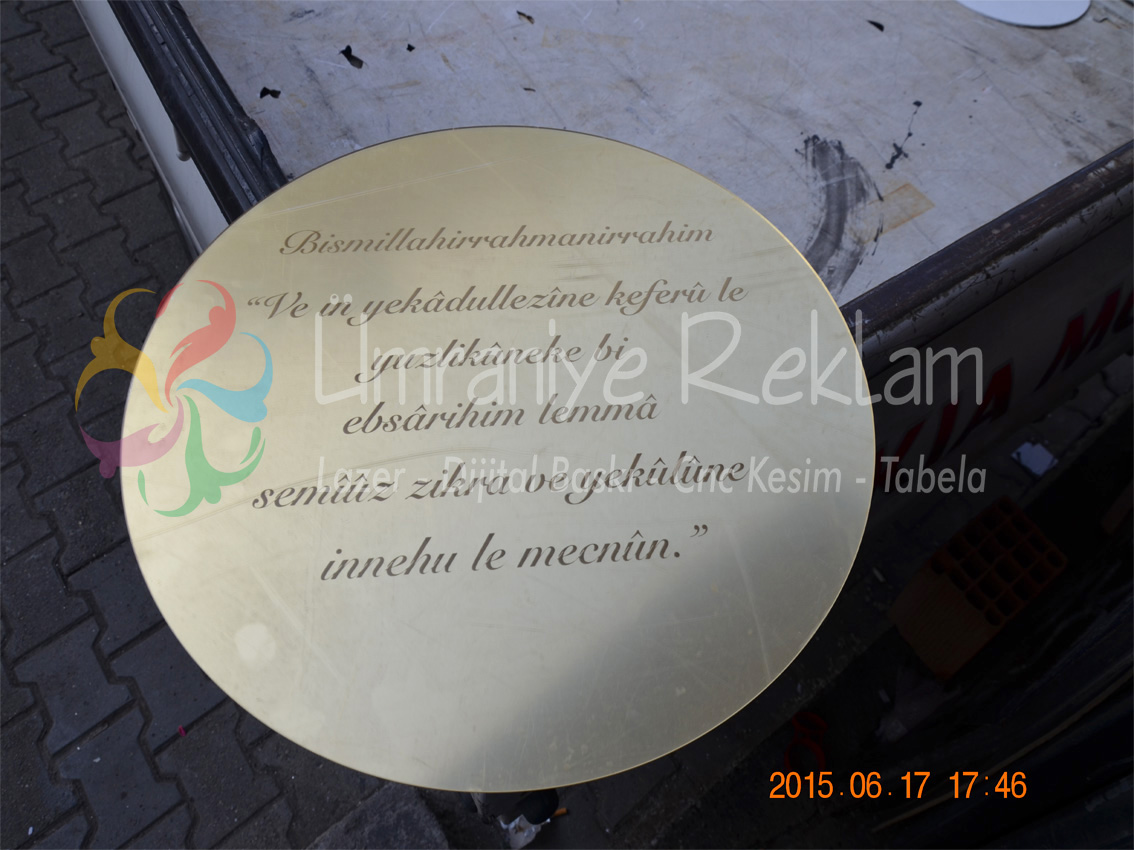 Bismillahirrahmanirrahim
“Ve in yekâdullezîne keferû le
yuzlikûneke bi
ebsârihim lemmâ
semiûz zikra ve yekûlûne
innehu le mecnûn.”
Ümraniye Reklam
Lazer - Dijital Baskı - Cnc Kesim - Tabela
2015.06.17 17:46